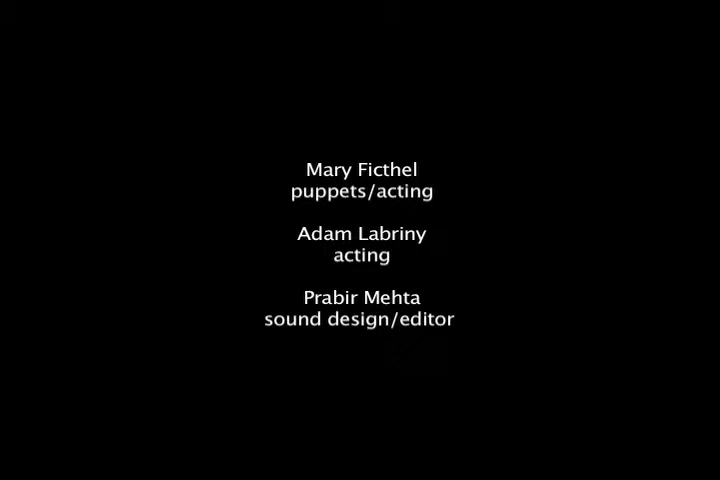 Mary Ficthel
puppets/acting
Adam Labriny
acting
Prabir Mehta
sound design/editor